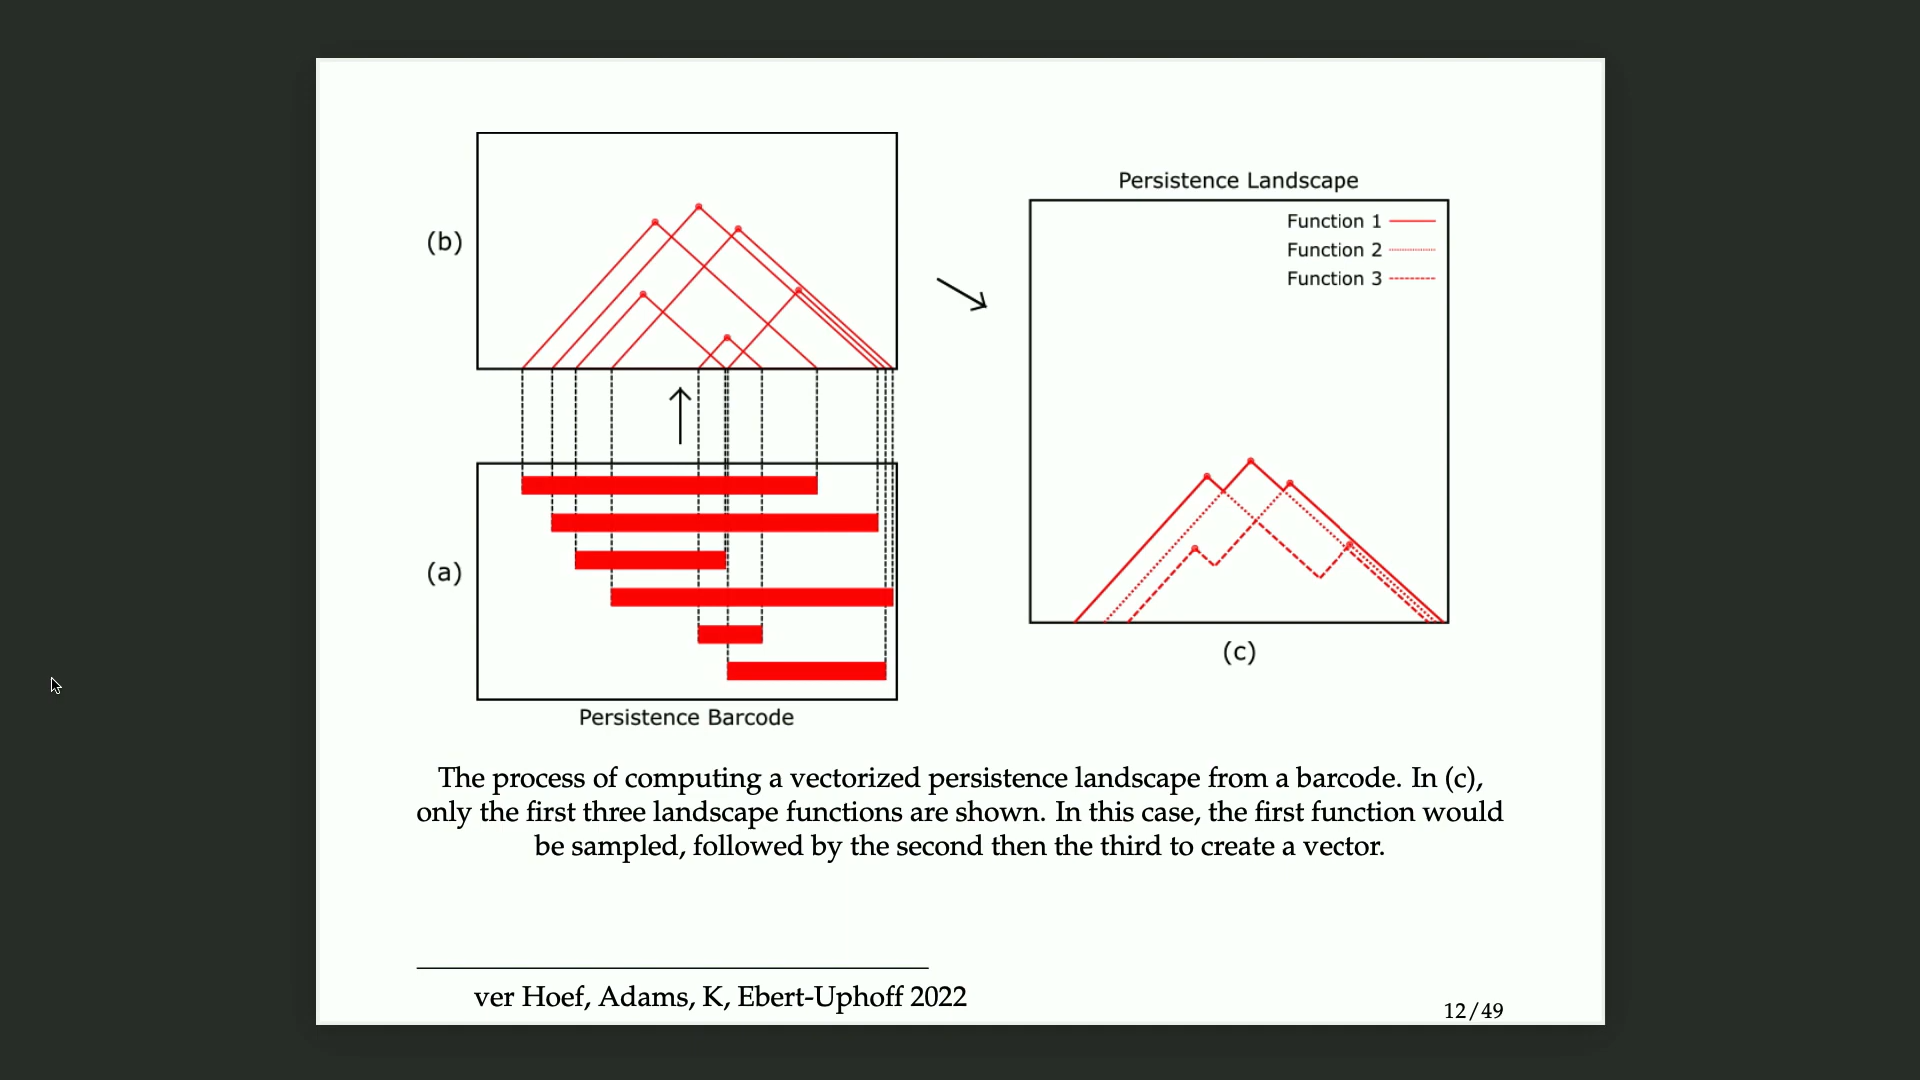 (b)
Persistence Landscape
Function 1
Function 2
Function 3
(a)
(c)
Persistence Barcode
The process of computing a vectorized persistence landscape from a barcode. In (c),
only the first three landscape functions are shown. In this case, the first function would
be sampled, followed by the second then the third to create a vector.
ver Hoef, Adams, K, Ebert-Uphoff 2022
12/49